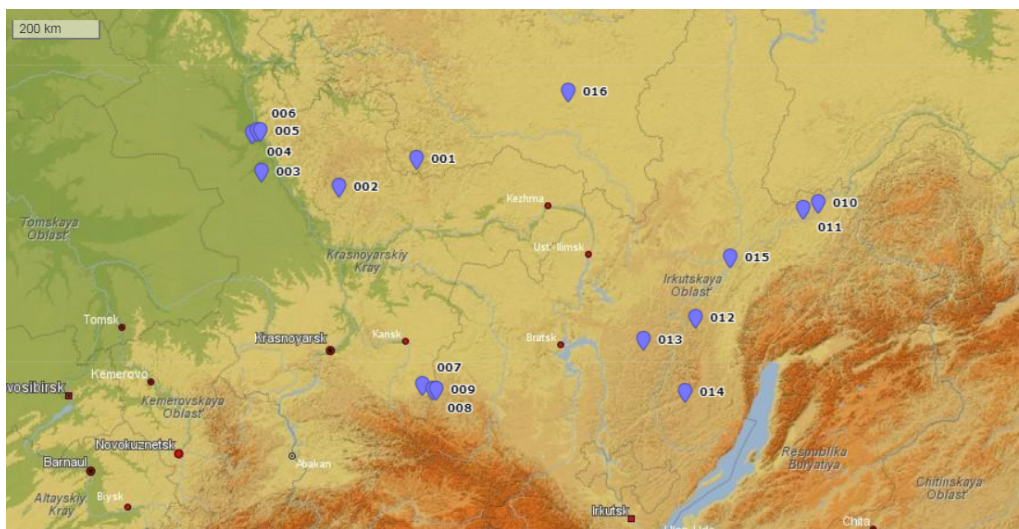 200 km
016
006
005
004
003
001
002
010
011
Kezhma
Tomskaya
Oblast'
Krasnoyarskiy
Kray
Ust'-Ilimsk
015
Irkutskaya
Oblast'
012
013
Tomsk
Krasnoyarsk
Kansk
Bratsk
007
009
008
014
Kemerovo
vosibirsk
Kemerovskaya
Oblast'
Novokuznetsk
Barnaul
Abakan
Respublika
Buryatiya
Chitinskaya
Oblast'
Altayskiy
Kray
Biysk
Irkutsk
Chita